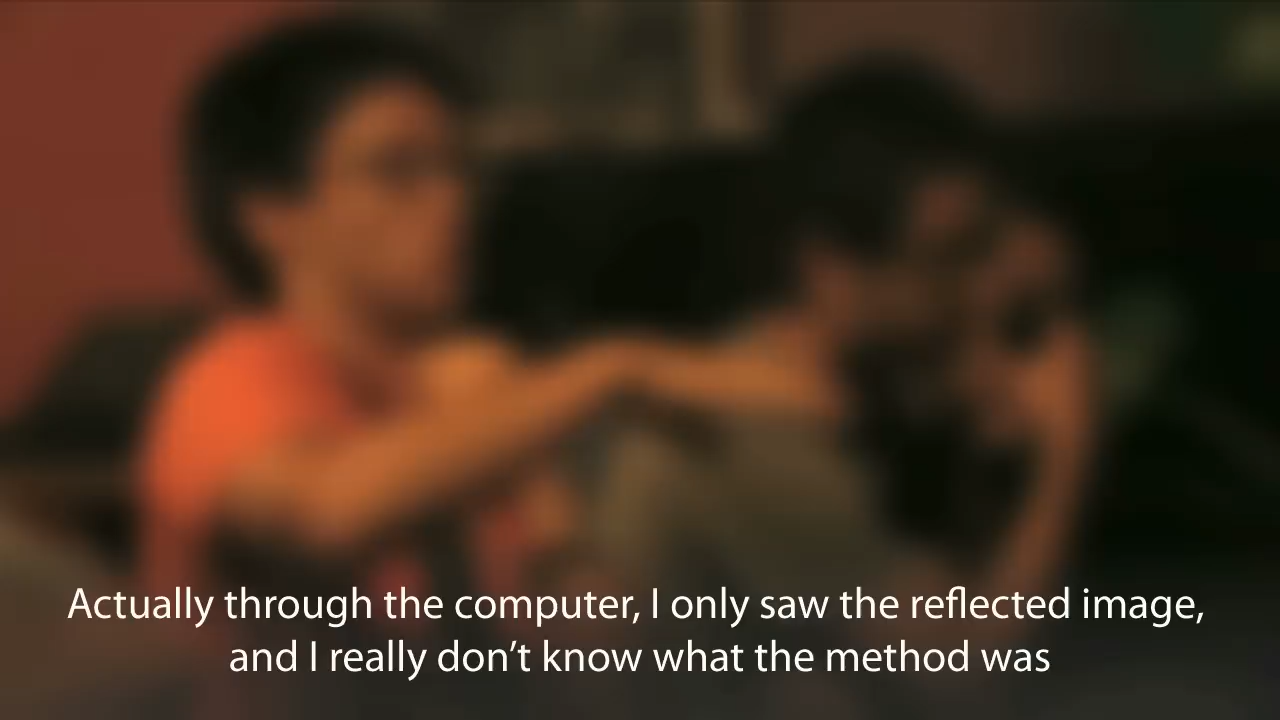 Actually through the computer, I only saw the reflected image,
and I really don’t know what the method was